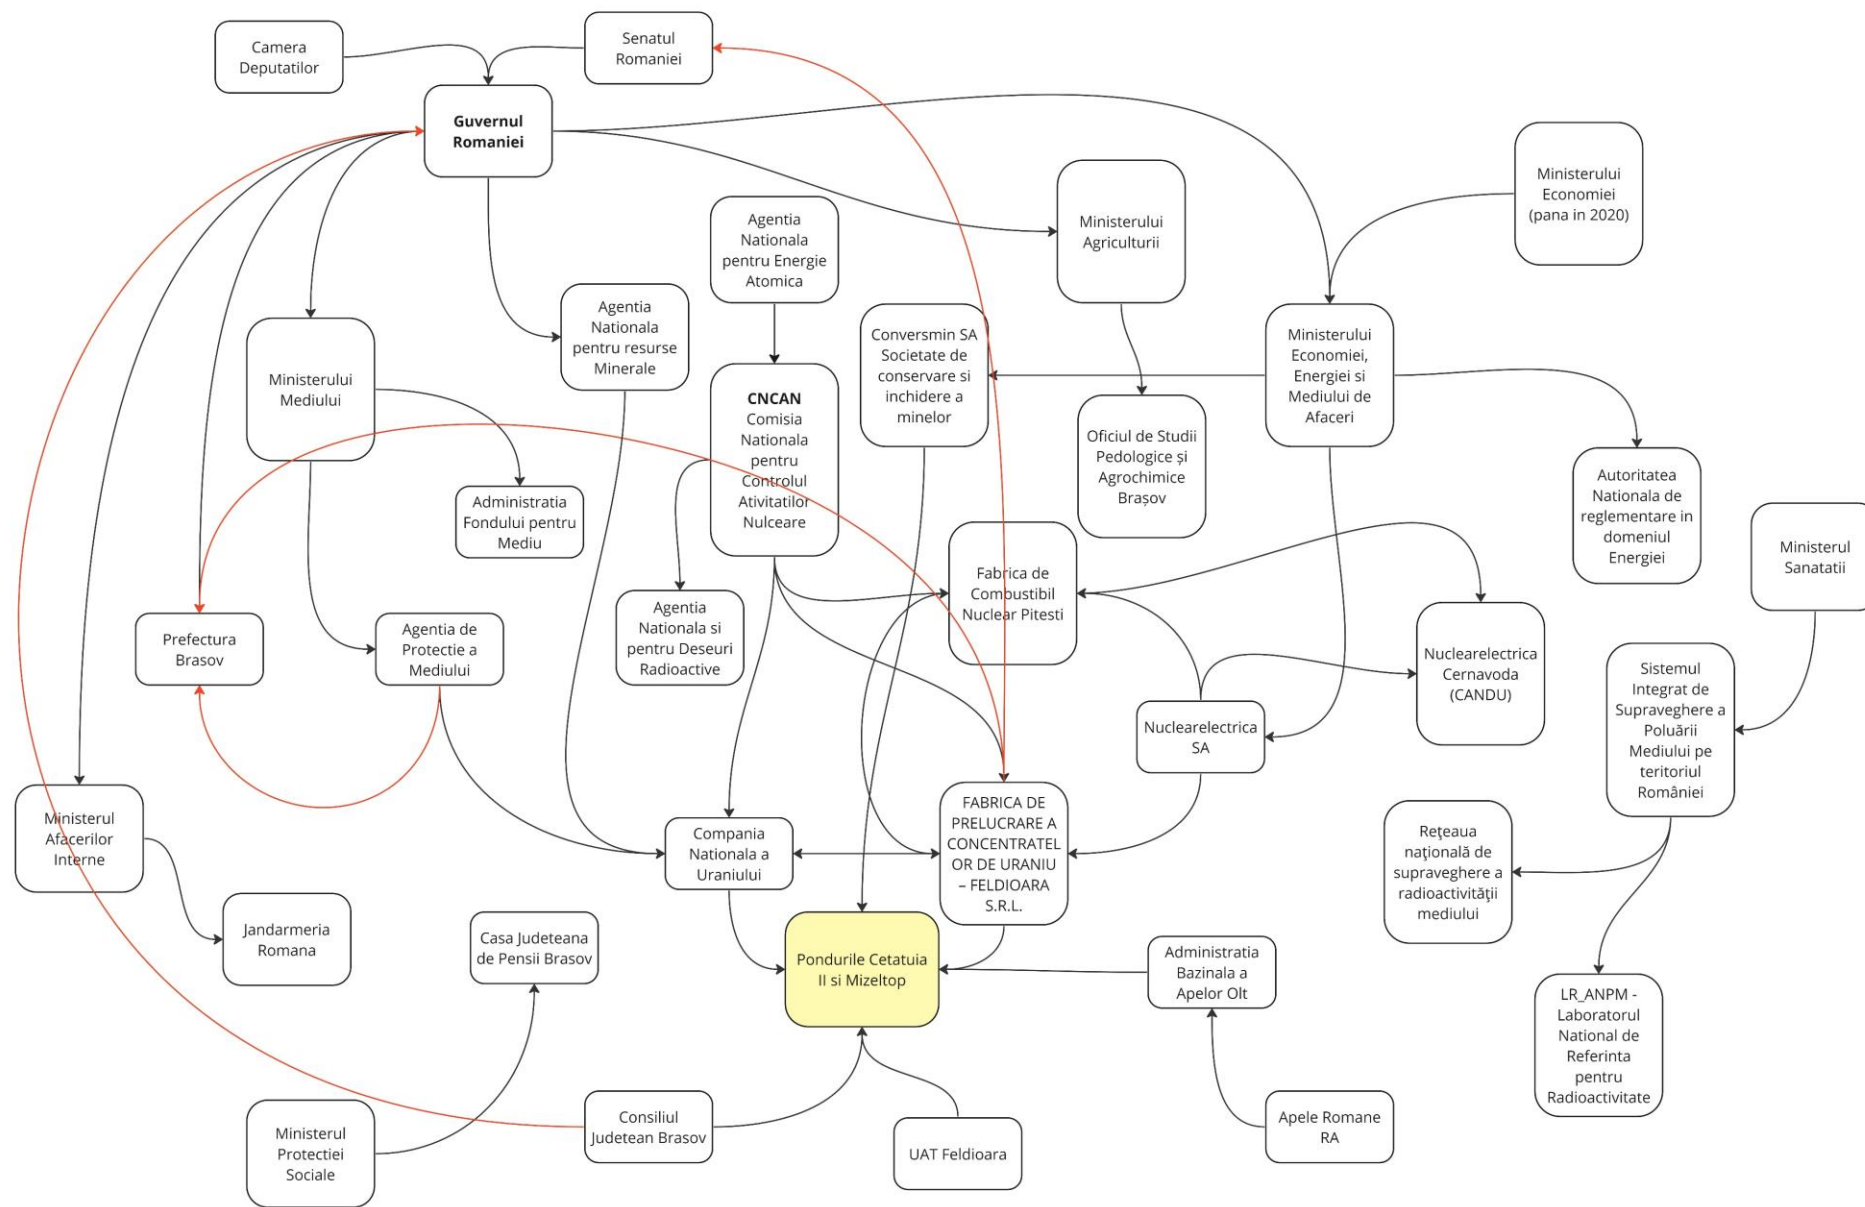 Camera
Deputatilor
Senatul
Romaniei
Guvernul
Romaniei
Ministerului
Economiei
(pana in 2020)
Agentia
Nationala
pentru Energie
Atomica
Ministerului
Agriculturii
Agentia
Nationala
pentru resurse
Minerale
Conversmin SA
Societate de
conservare si
inchidere a
minelor
Ministerului
Economiei,
Energiei si
Mediului de
Afaceri
Ministerului
Mediului
CNCAN
Comisia
Nationala
pentru
Controlul
Ativitatilor
Nulceare
Oficiul de Studii
Pedologice și
Agrochimice
Brașov
Autoritatea
Nationala de
reglementare in
domeniul
Energiei
Administratia
Fondului pentru
Mediu
Ministerul
Sanatatii
Fabrica de
Combustibil
Nuclear Pitesti
Agentia
Nationala si
pentru Deseuri
Radioactive
Prefectura
Brasov
Agentia de
Protectie a
Mediului
Nuclearelectrica
Cernavoda
(CANDU)
Sistemul
Integrat de
Supraveghere a
Poluării
Mediului pe
teritoriul
României
Nuclearelectrica
SA
Ministerul
Afacerilor
Interne
Compania
Nationala a
Uraniului
FABRICA DE
PRELUCRARE A
CONCENTRATEL
OR DE URANIU
– FELDIOARA
S.R.L.
Reţeaua
naţională de
supraveghere a
radioactivităţii
mediului
Jandarmeria
Romana
Casa Judeteana
de Pensii Brasov
Pondurile Cetatuia
II si Mizeltop
Administratia
Bazinala a
Apelor Olt
LR_ANPM -
Laboratorul
National de
Referinta
pentru
Radioactivitate
Ministerul
Protectiei
Sociale
Consiliul
Judetean Brasov
UAT Feldioara
Apele Romane
RA